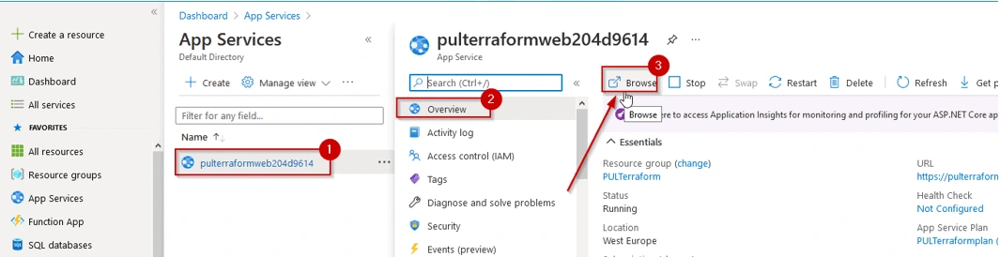 Create a resource
Home
Dashboard
All services
FAVORITES
All resources
Resource groups
App Services
Function App
SQL databases
Dashboard > App Services >
App Services
Default Directory
Create
Manage view
Filter for any field...
Name
pulterraformweb204d9614
1
pulterraformweb204d9614
App Service
Search (Ctrl+/)
Overview
2
Activity log
Access control (IAM)
Tags
Diagnose and solve problems
Security
Events (preview)
3
Browse
Stop
Swap
Restart
Delete
Refresh
Get p
Browse
re to access Application Insights for monitoring and profiling for your ASP.NET Core ap
Essentials
Resource group (change)
PULTerraform
Status
Running
Location
West Europe
URL
https://pulterraform
Health Check
Not Configured
App Service Plan
PULTerraformplan (